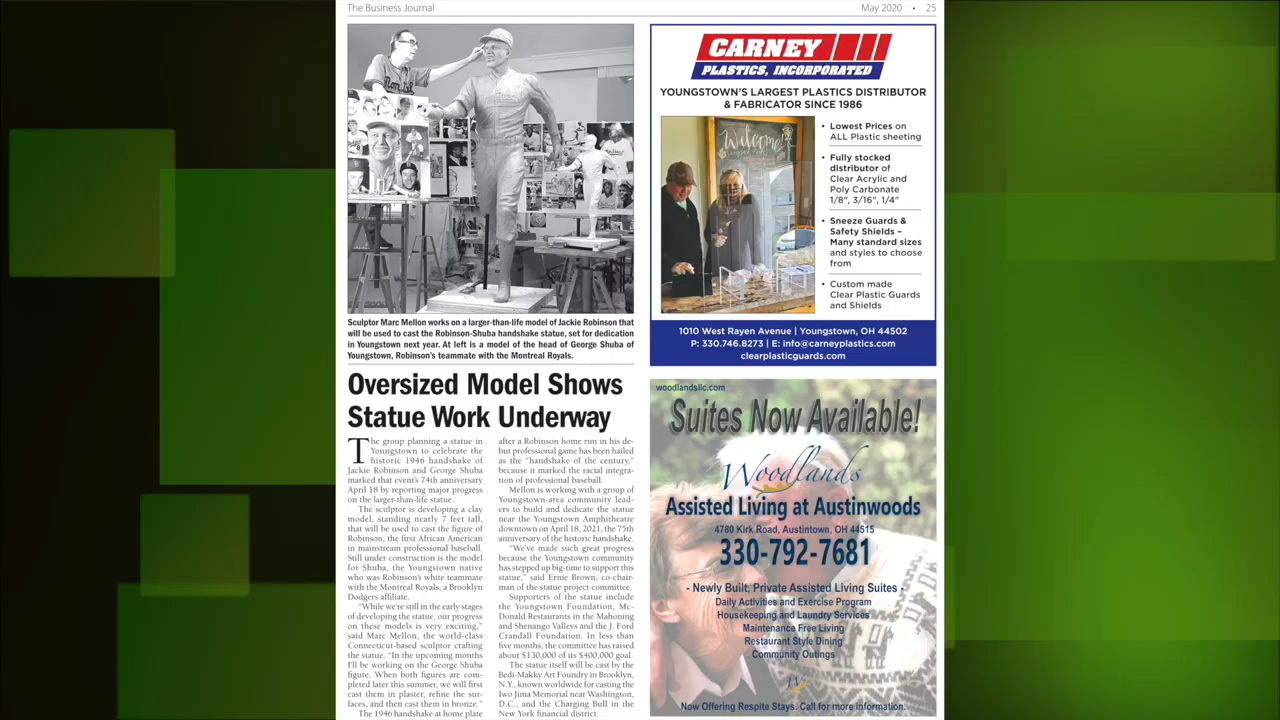 The Business Journal
May 2020 • 25
Sculptor Marc Mellon works on a larger-than-life model of Jackie Robinson that
will be used to cast the Robinson-Shuba handshake statue, set for dedication
in Youngstown next year. At left is a model of the head of George Shuba of
Youngstown, Robinson's teammate with the Montreal Royals.
Oversized Model Shows
Statue Work Underway
The group planning a statue in
Youngstown to celebrate the
historic 1946 handshake of
Jackie Robinson and George Shuba
marked that event's 74th anniversary
April 18 by reporting major progress
on the larger-than-life statue.
The sculptor is developing a clay
model, standing nearly 7 feet tall,
that will be used to cast the figure of
Robinson, the first African American
in mainstream professional baseball.
Still under construction is the model
for Shuba, the Youngstown native
who was Robinson's white teammate
with the Montreal Royals, a Brooklyn
Dodgers affiliate.
"While we're still in the early stages
of developing the statue, our progress
on these models is very exciting,"
said Marc Mellon, the world-class
Connecticut-based sculptor crafting
the statue. "In the upcoming months
I'll be working on the George Shuba
figure. When both figures are com-
pleted later this summer, we will first
cast them in plaster, refine the sur-
faces, and then cast them in bronze."
The 1946 handshake at home plate
after a Robinson home run in his de-
but professional game has been hailed
as the "handshake of the century,"
because it marked the racial integra-
tion of professional baseball.
Mellon is working with a group of
Youngstown-area community lead-
ers to build and dedicate the statue
near the Youngstown Amphitheatre
downtown on April 18, 2021, the 75th
anniversary of the historic handshake.
"We've made such great progress
because the Youngstown community
has stepped up big-time to support this
statue," said Ernie Brown, co-chair-
man of the statue project committee.
Supporters of the statue include
the Youngstown Foundation, Mc-
Donald Restaurants in the Mahoning
and Shenango Valleys and the J. Ford
Crandall Foundation. In less than
five months, the committee has raised
about $130,000 of its $400,000 goal.
The statue itself will be cast by the
Bedi-Makky Art Foundry in Brooklyn,
N.Y., known worldwide for casting the
Iwo Jima Memorial near Washington,
D.C., and the Charging Bull in the
New York financial district.
CARNEY
PLASTICS, INCORPORATED
YOUNGSTOWN'S LARGEST PLASTICS DISTRIBUTOR
& FABRICATOR SINCE 1986
Welcome
• Lowest Prices on
ALL Plastic sheeting
• Fully stocked
distributor of
Clear Acrylic and
Poly Carbonate
1/8", 3/16", 1/4"
• Sneeze Guards &
Safety Shields –
Many standard sizes
and styles to choose
from
• Custom made
Clear Plastic Guards
and Shields
1010 West Rayen Avenue | Youngstown, OH 44502
P: 330.746.8273 | E: info@carneyplastics.com
clearplasticguards.com
woodlandsllc.com
Suites Now Available!
Woodlands
Assisted Living at Austinwoods
4780 Kirk Road, Austintown, OH 44515
330-792-7681
- Newly Built, Private Assisted Living Suites -
Daily Activities and Exercise Program
Housekeeping and Laundry Services
Maintenance Free Living
Restaurant Style Dining
Community Outings
Now Offering Respite Stays. Call for more information.